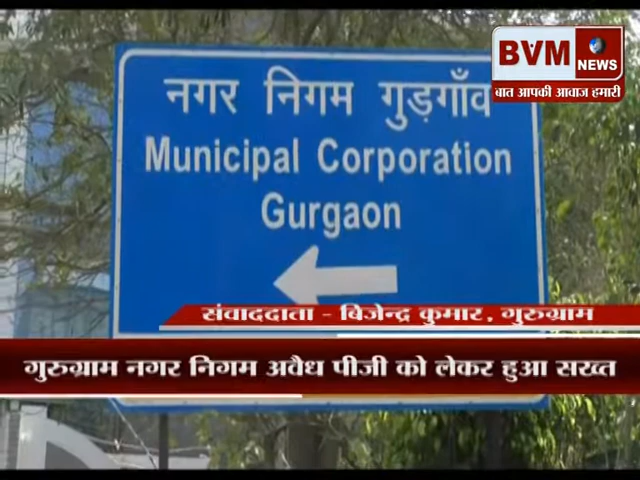 BVM NEWS
बात आपकी आवाज हमारी
नगर निगम गुड़गाँव
Municipal Corporation
Gurgaon
संवाददाता - बिजेन्द्र कुमार, गुरुग्राम
गुरुग्राम नगर निगम अवैध पीजी को लेकर हुआ सख्त